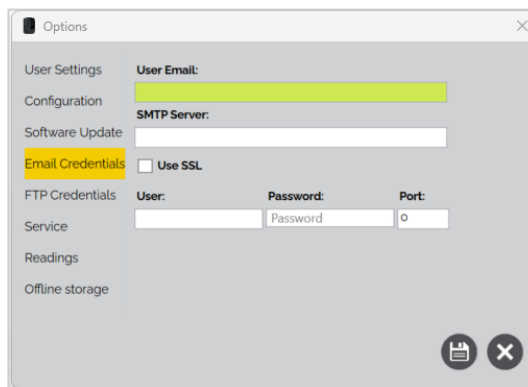 Options
User Settings
Configuration
Software Update
Email Credentials
FTP Credentials
Service
Readings
Offline storage
User Email:
SMTP Server:
Use SSL
User: Password: Port:
Password 0